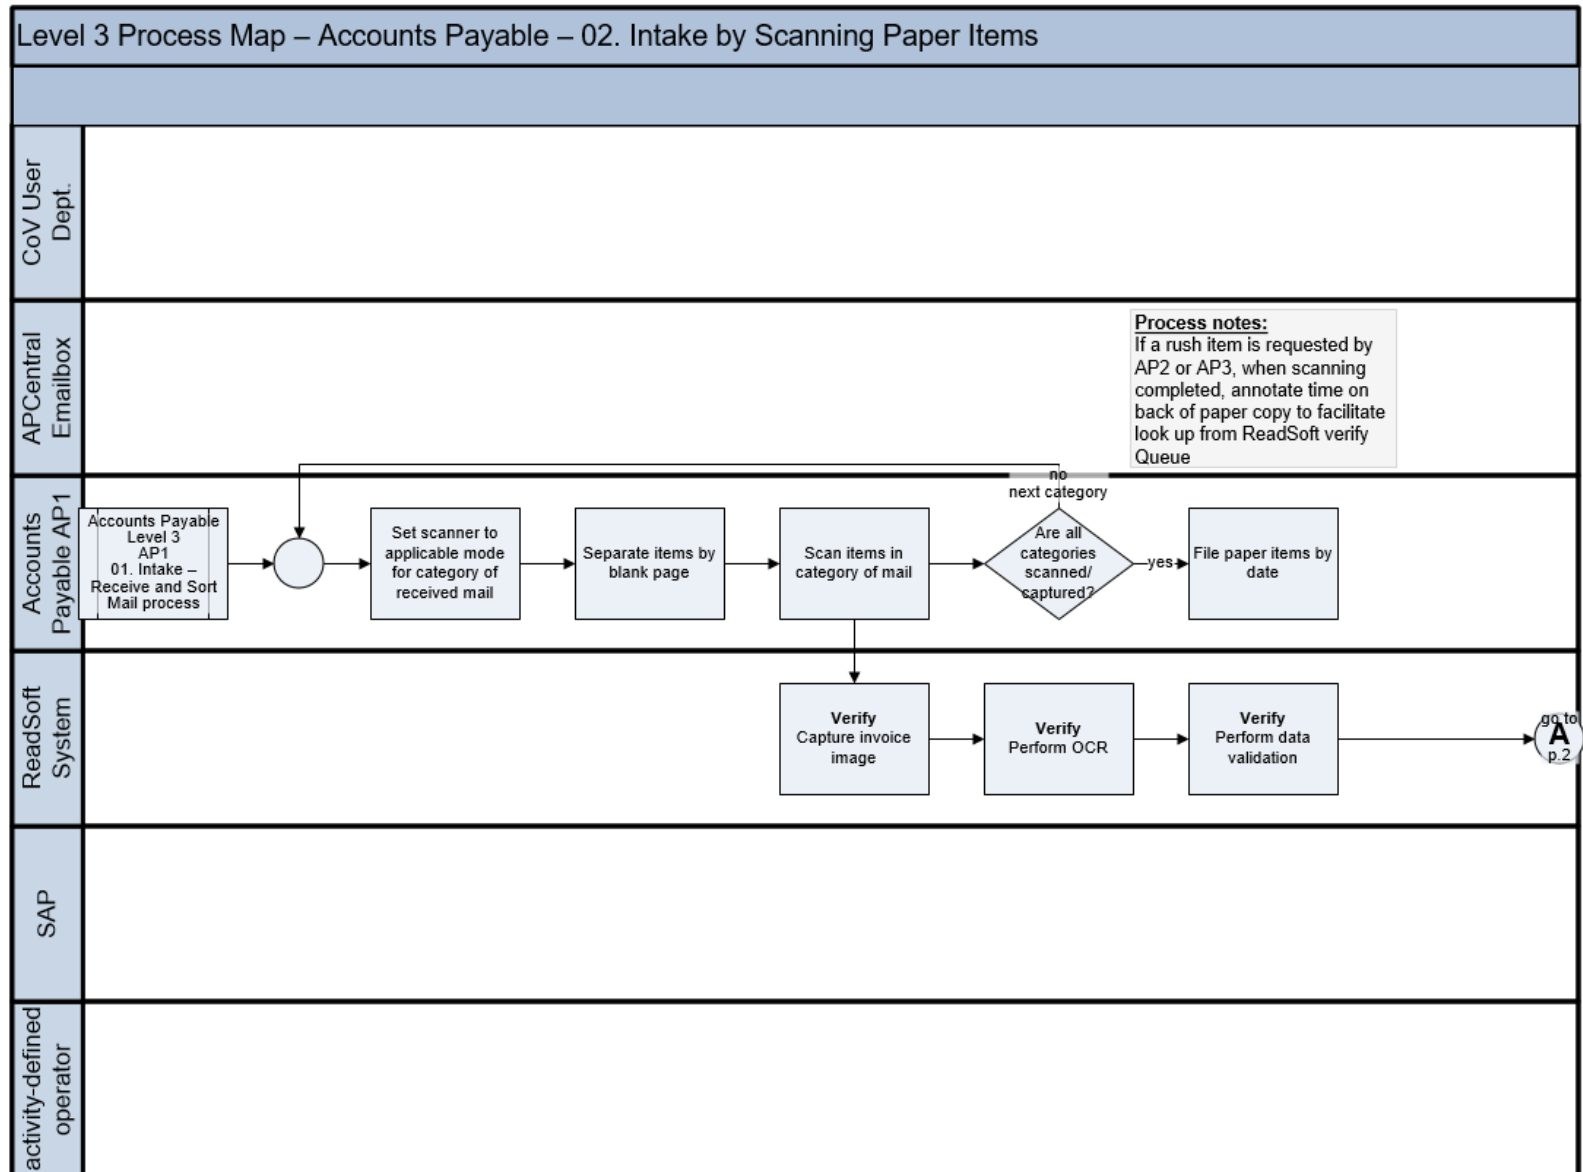 Level 3 Process Map – Accounts Payable – 02. Intake by Scanning Paper Items
CoV User
Dept.
APCentral
Emailbox
Process notes:
If a rush item is requested by
AP2 or AP3, when scanning
completed, annotate time on
back of paper copy to facilitate
look up from ReadSoft verify
Queue
Accounts
Payable AP1
Accounts Payable
Level 3
AP1
01. Intake –
Receive and Sort
Mail process
Set scanner to
applicable mode
for category of
received mail
Separate items by
blank page
Scan items in
category of mail
no
next category
Are all
categories
scanned/
captured?
yes
File paper items by
date
ReadSoft
System
Verify
Capture invoice
image
Verify
Perform OCR
Verify
Perform data
validation
go to
A
p.2
SAP
activity-defined
operator